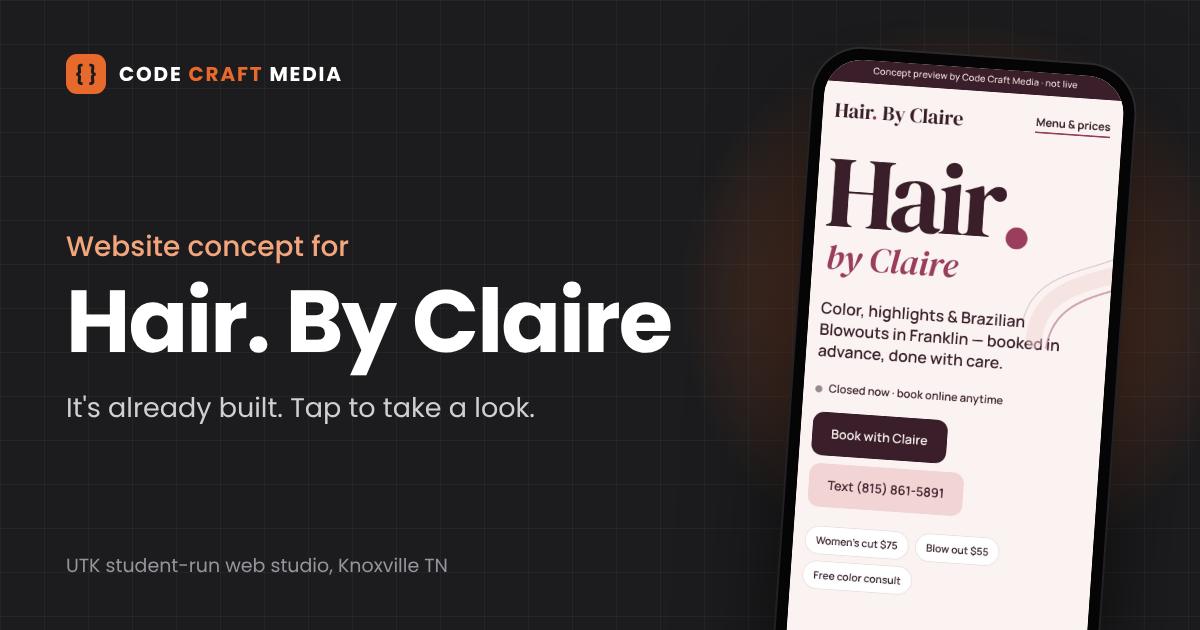 { } CODE CRAFT MEDIA
Website concept for
Hair. By Claire
It's already built. Tap to take a look.
UTK student-run web studio, Knoxville TN
Concept preview by Code Craft Media · not live
Hair. By Claire
Menu & prices
Hair.
by Claire
Color, highlights & Brazilian
Blowouts in Franklin — booked in
advance, done with care.
Closed now · book online anytime
Book with Claire
Text (815) 861-5891
Women's cut $75
Blow out $55
Free color consult